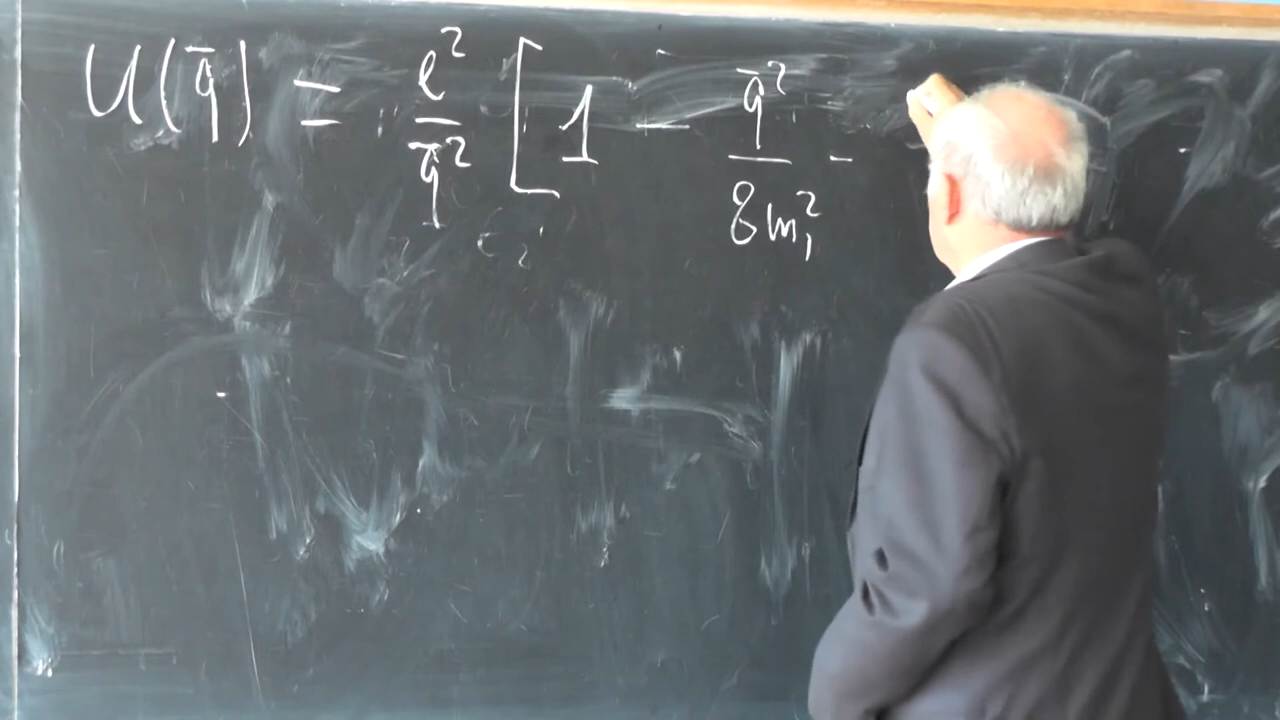 U(q̄) = e²/q̄² [1 − q̄²/8m₁² −